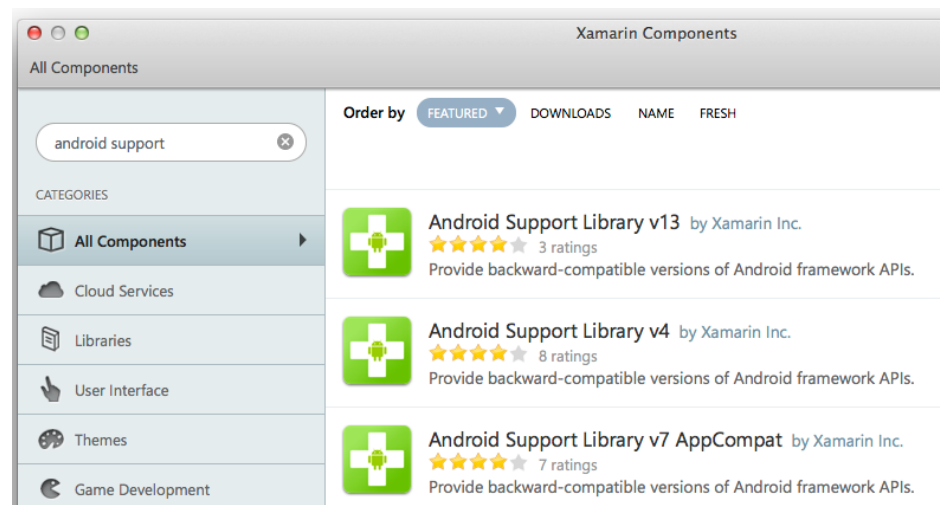 Xamarin Components
All Components
android support
CATEGORIES
All Components
Cloud Services
Libraries
User Interface
Themes
Game Development
Order by FEATURED DOWNLOADS NAME FRESH
Android Support Library v13 by Xamarin Inc.
3 ratings
Provide backward-compatible versions of Android framework APIs.
Android Support Library v4 by Xamarin Inc.
8 ratings
Provide backward-compatible versions of Android framework APIs.
Android Support Library v7 AppCompat by Xamarin Inc.
7 ratings
Provide backward-compatible versions of Android framework APIs.